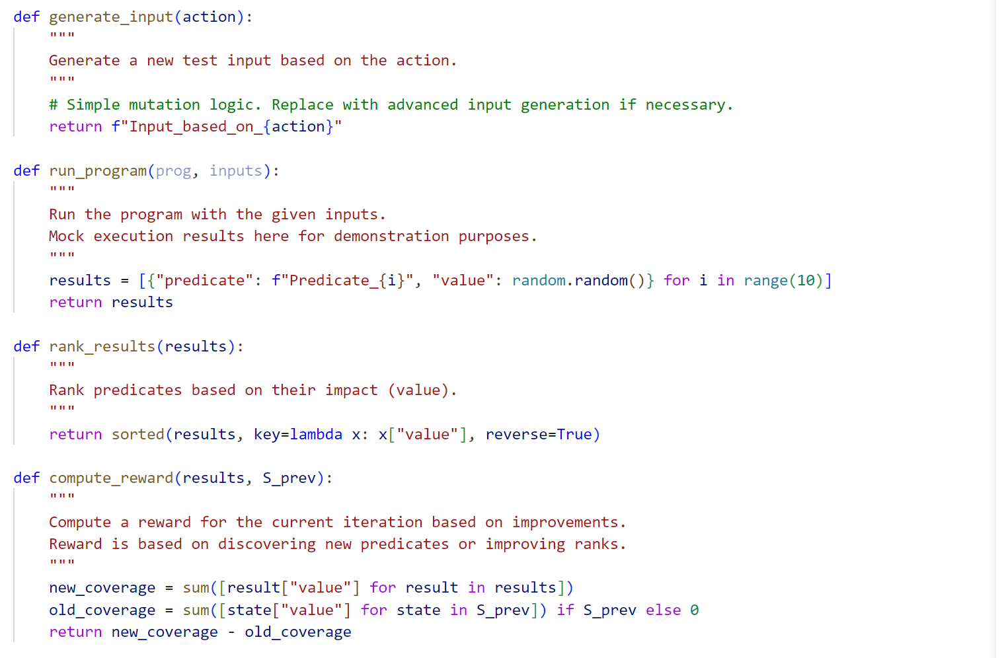 def generate_input(action):
    """
    Generate a new test input based on the action.
    """
    # Simple mutation logic. Replace with advanced input generation if necessary.
    return f"Input_based_on_{action}"

def run_program(prog, inputs):
    """
    Run the program with the given inputs.
    Mock execution results here for demonstration purposes.
    """
    results = [{"predicate": f"Predicate_{i}", "value": random.random()} for i in range(10)]
    return results

def rank_results(results):
    """
    Rank predicates based on their impact (value).
    """
    return sorted(results, key=lambda x: x["value"], reverse=True)

def compute_reward(results, S_prev):
    """
    Compute a reward for the current iteration based on improvements.
    Reward is based on discovering new predicates or improving ranks.
    """
    new_coverage = sum([result["value"] for result in results])
    old_coverage = sum([state["value"] for state in S_prev]) if S_prev else 0
    return new_coverage - old_coverage